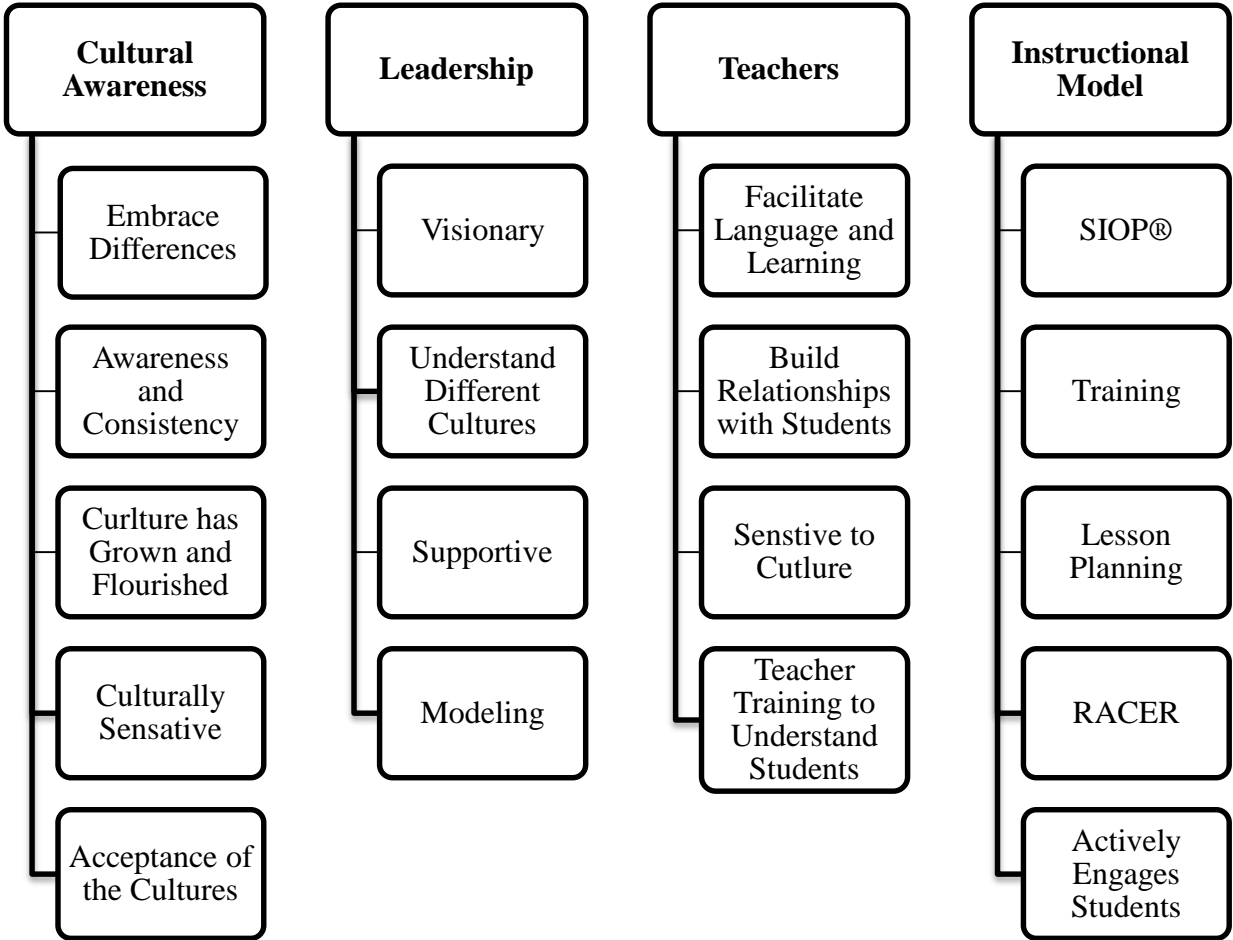 Cultural
Awareness
Embrace
Differences
Awareness
and
Consistency
Curlture has
Grown and
Flourished
Culturally
Sensative
Acceptance of
the Cultures
Leadership
Visionary
Understand
Different
Cultures
Supportive
Modeling
Teachers
Facilitate
Language and
Learning
Build
Relationships
with Students
Senstive to
Cutlure
Teacher
Training to
Understand
Students
Instructional
Model
SIOP®
Training
Lesson
Planning
RACER
Actively
Engages
Students